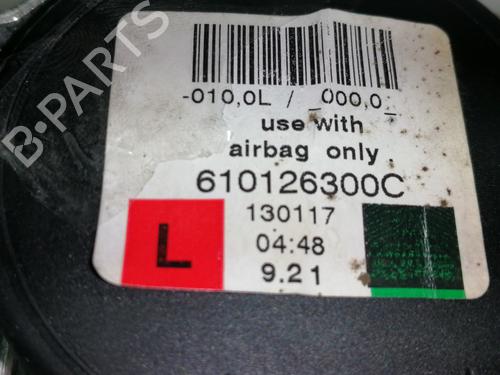 B-PARTS
-010,0L / _000,0_
use with
airbag only.
610126300C
130117
L
04:48
9.21